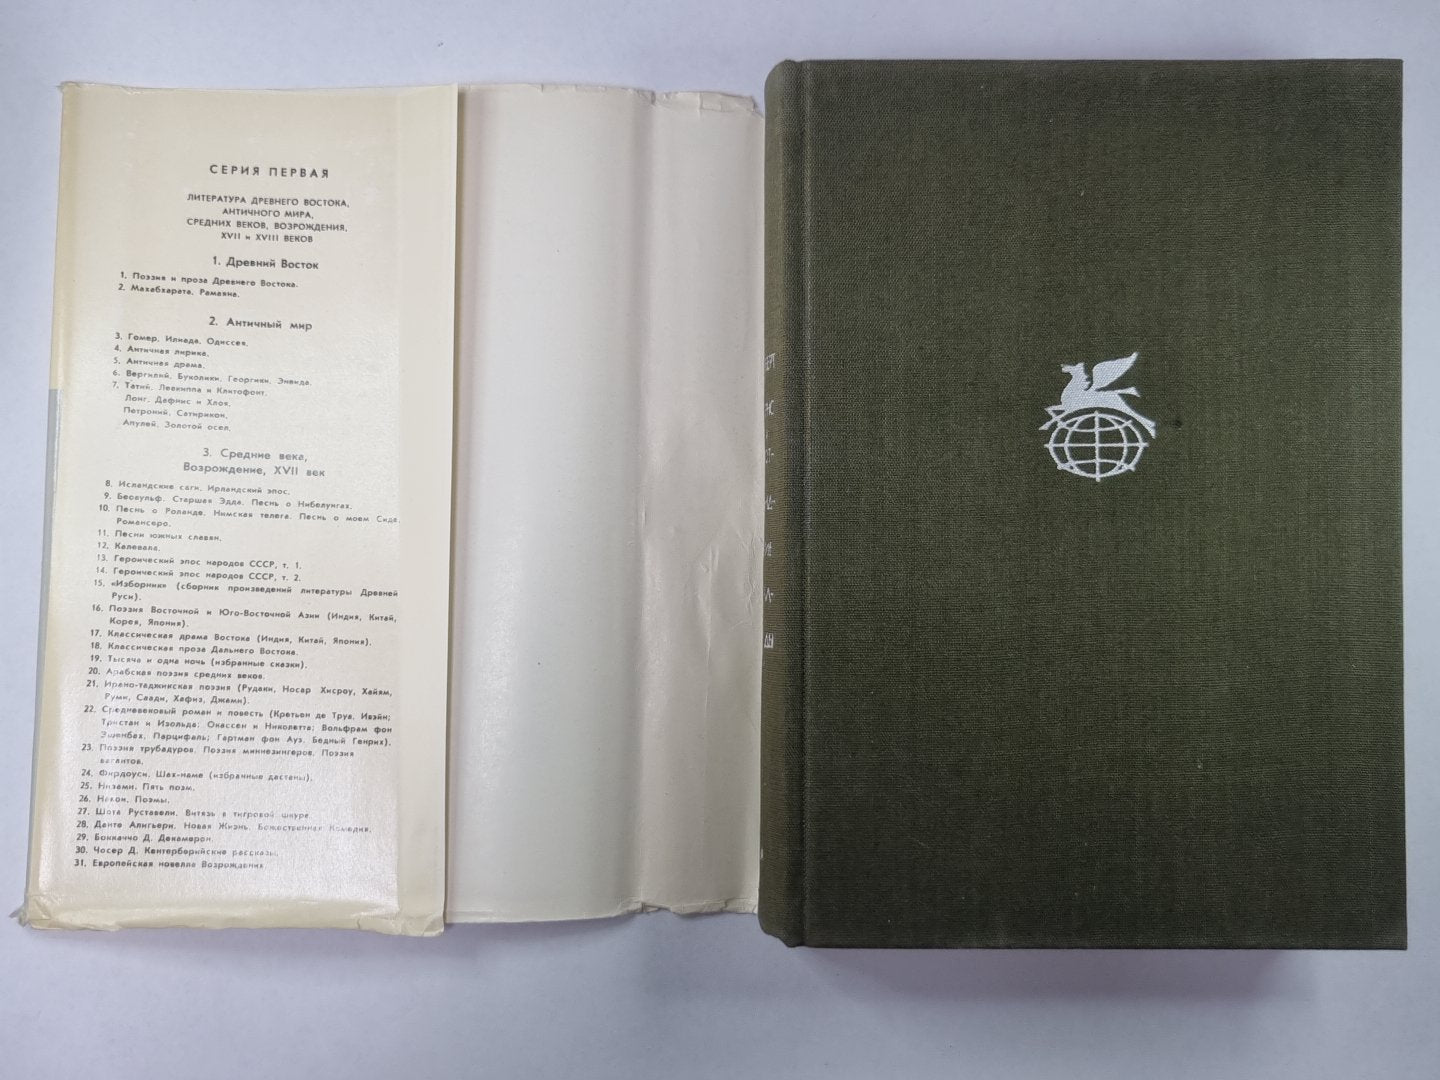 СЕРИЯ ПЕРВАЯ
ЛИТЕРАТУРА ДРЕВНЕГО ВОСТОКА,
АНТИЧНОГО МИРА,
СРЕДНИХ ВЕКОВ, ВОЗРОЖДЕНИЯ,
XVII и XVIII ВЕКОВ
1. Древний Восток
1. Поэзия и проза Древнего Востока.
2. Махабхарата. Рамаяна.
2. Античный мир
3. Гомер. Илиада. Одиссея.
4. Античная лирика.
5. Античная драма.
6. Вергилий. Буколики. Георгики. Энеида.
7. Татий. Левкиппа и Клитофонт.
Лонг. Дафнис и Хлоя.
Петроний. Сатирикон.
Апулей. Золотой осел.
3. Средние века,
Возрождение, XVII век
8. Исландские саги. Ирландский эпос.
9. Беовульф. Старшая Эдда. Песнь о Нибелунгах.
10. Песнь о Роланде. Нимская телега. Песнь о моем Сиде.
Романсеро.
11. Песни южных славян.
12. Калевала.
13. Героический эпос народов СССР, т. 1.
14. Героический эпос народов СССР, т. 2.
15. «Изборник» (сборник произведений литературы Древней
Руси).
16. Поэзия Восточной и Юго-Восточной Азии (Индия, Китай,
Корея, Япония).
17. Классическая драма Востока (Индия, Китай, Япония).
18. Классическая проза Дальнего Востока.
19. Тысяча и одна ночь (избранные сказки).
20. Арабская поэзия средних веков.
21. Ирано-таджикская поэзия (Рудаки, Носар Хисроу, Хайям,
Руми, Саади, Хафиз, Джами).
22. Средневековый роман и повесть (Кретьен де Труа. Ивэйн;
Тристан и Изольда; Окассен и Николетта; Вольфрам фон
Эшенбах. Парцифаль; Гартман фон Ауэ. Бедный Генрих).
23. Поэзия трубадуров. Поэзия миннезингеров. Поэзия
вагантов.
24. Фирдоуси. Шах-наме (избранные дастаны).
25. Низами. Пять поэм.
26. Навои. Поэмы.
27. Шота Руставели. Витязь в тигровой шкуре.
28. Данте Алигьери. Новая Жизнь. Божественная Комедия.
29. Боккаччо Д. Декамерон.
30. Чосер Д. Кентерберийские рассказы.
31. Европейская новелла Возрождения.